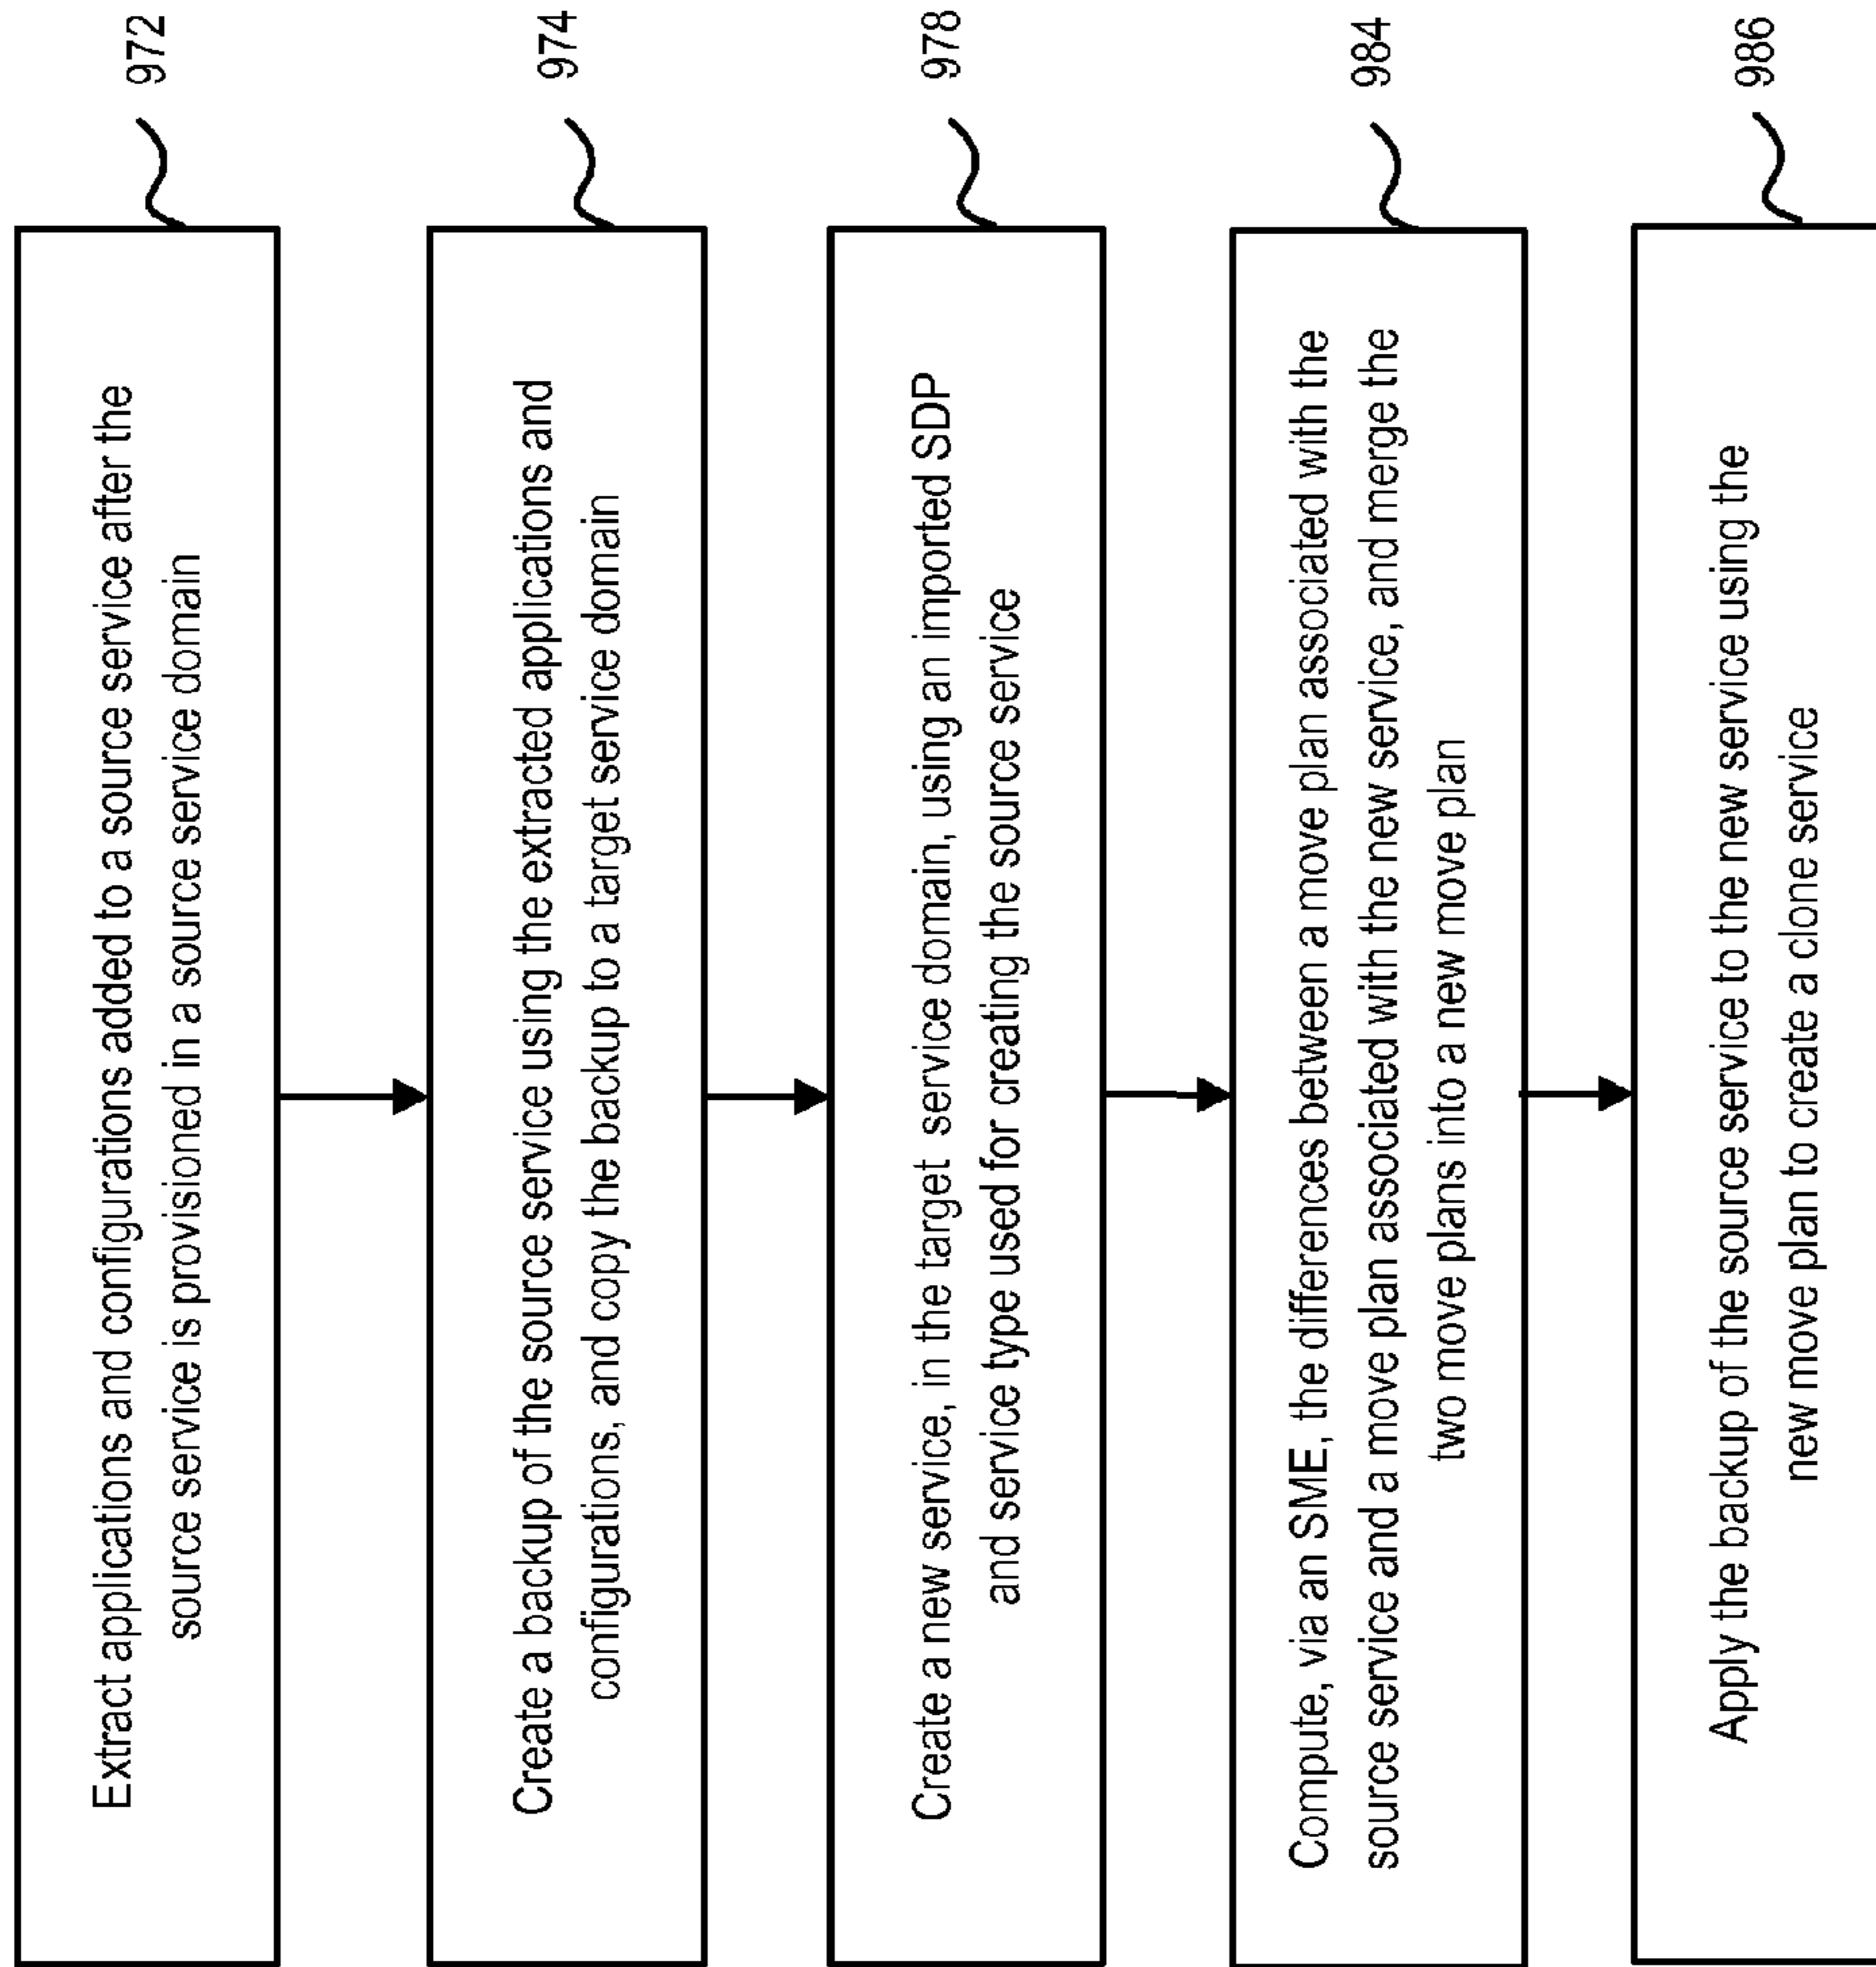 Extract applications and configurations added to a source service after the
source service is provisioned in a source service domain
972
Create a backup of the source service using the extracted applications and
configurations, and copy the backup to a target service domain
974
Create a new service, in the target service domain, using an imported SDP
and service type used for creating the source service
978
Compute, via an SME, the differences between a move plan associated with the
source service and a move plan associated with the new service, and merge the
two move plans into a new move plan
984
Apply the backup of the source service to the new service using the
new move plan to create a clone service
986